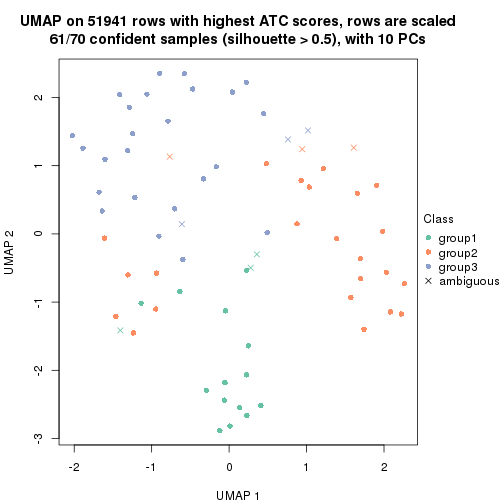 UMAP on 51941 rows with highest ATC scores, rows are scaled
61/70 confident samples (silhouette > 0.5), with 10 PCs
2
1
0
-1
-2
-3
UMAP 2
-2 -1 0 1 2
UMAP 1
Class
group1
group2
group3
ambiguous